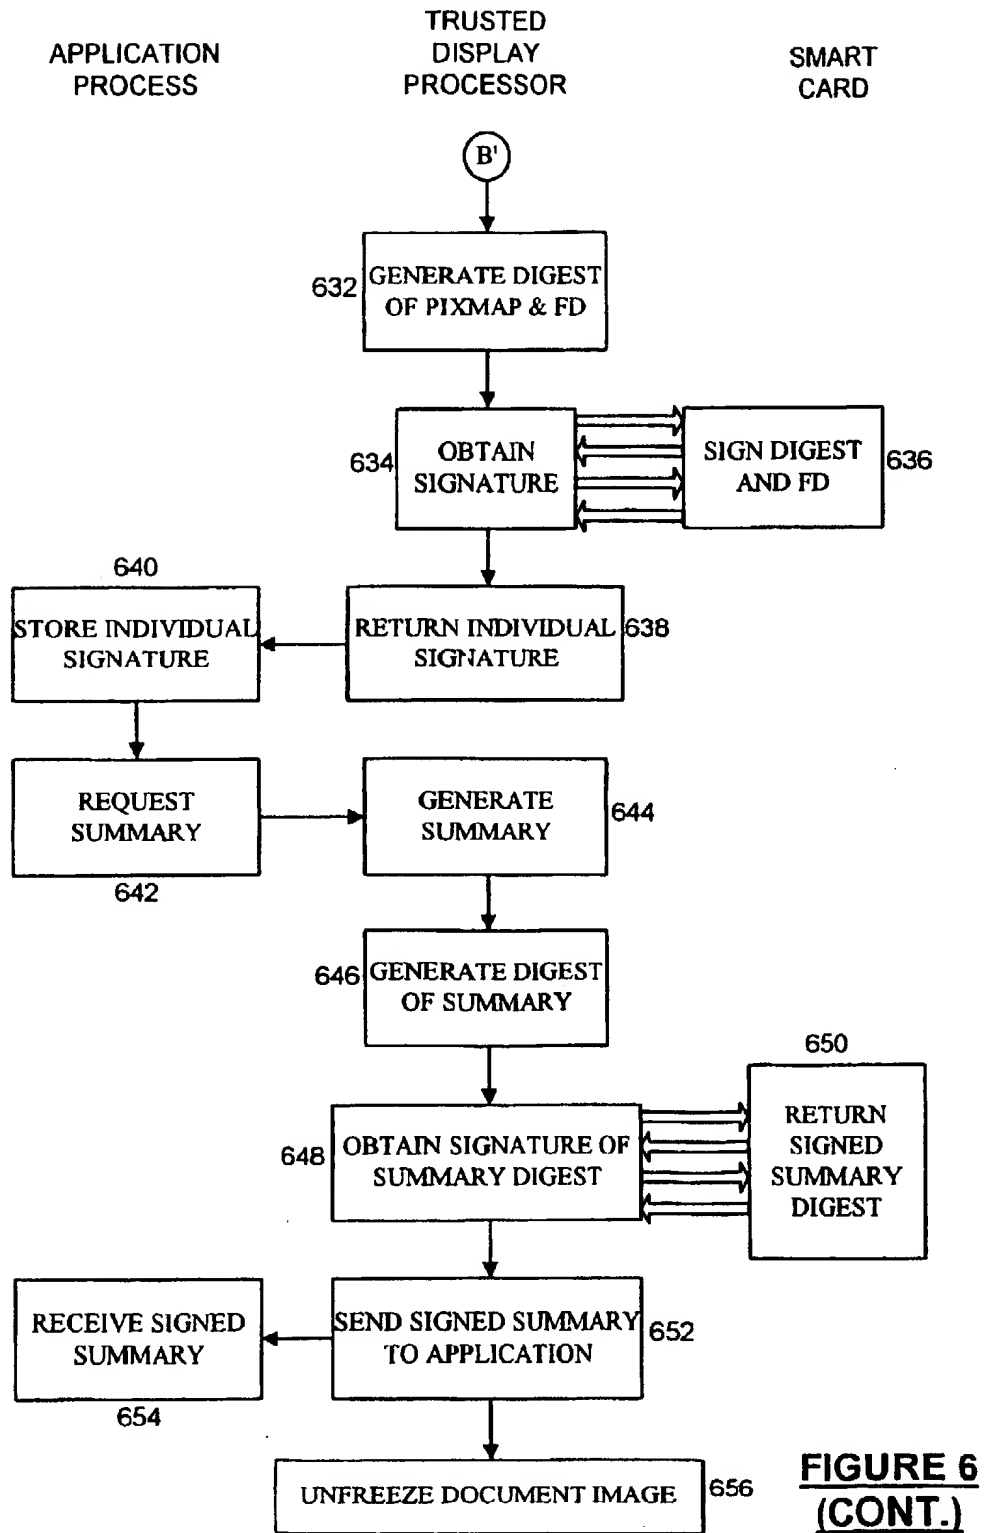 APPLICATION
PROCESS
TRUSTED
DISPLAY
PROCESSOR
SMART
CARD
B'
632
GENERATE DIGEST
OF PIXMAP & FD
634
OBTAIN
SIGNATURE
SIGN DIGEST
AND FD
636
640
STORE INDIVIDUAL
SIGNATURE
RETURN INDIVIDUAL
SIGNATURE
638
REQUEST
SUMMARY
642
GENERATE
SUMMARY
644
646
GENERATE DIGEST
OF SUMMARY
648
OBTAIN SIGNATURE OF
SUMMARY DIGEST
650
RETURN
SIGNED
SUMMARY
DIGEST
RECEIVE SIGNED
SUMMARY
654
SEND SIGNED SUMMARY
TO APPLICATION
652
UNFREEZE DOCUMENT IMAGE
656
FIGURE 6
(CONT.)